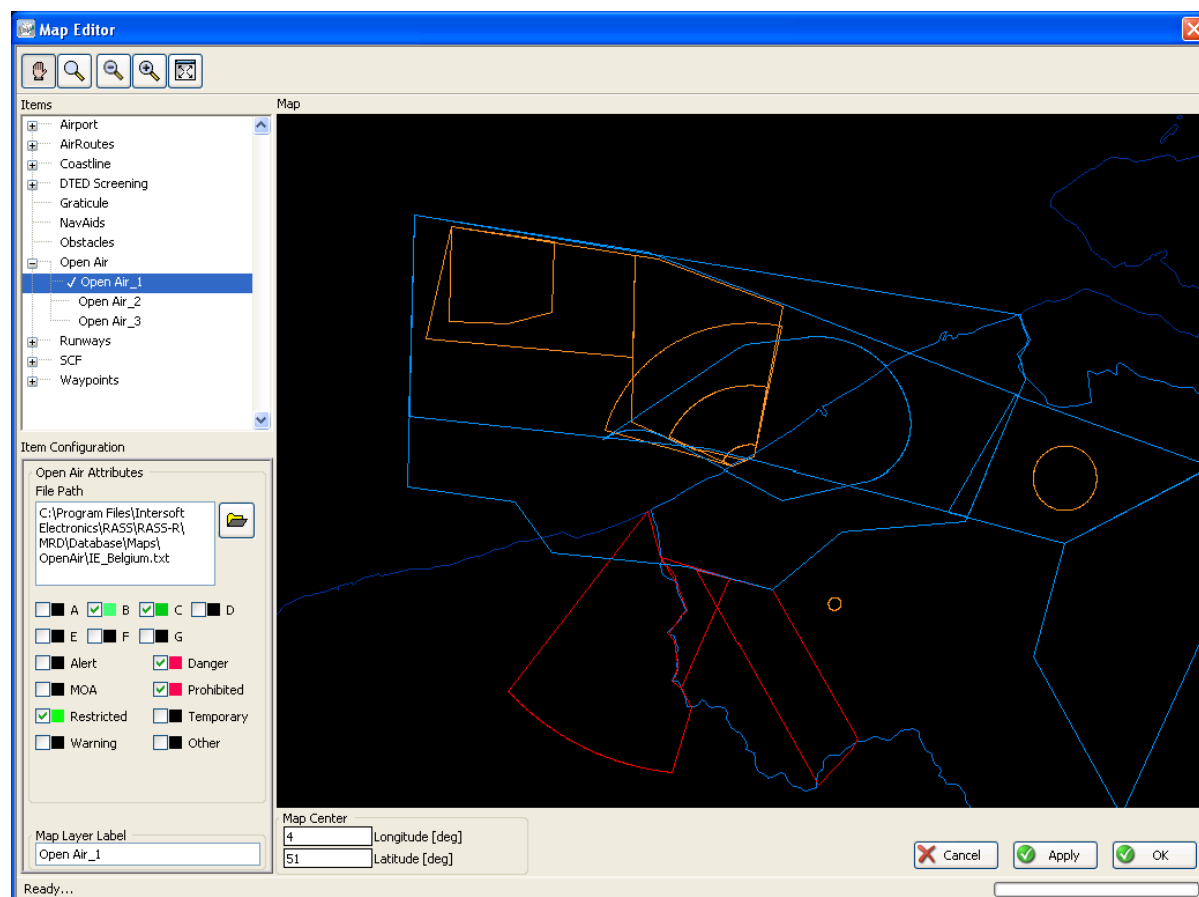 Map Editor
Items
Map
Airport
AirRoutes
Coastline
DTED Screening
Graticule
NavAids
Obstacles
Open Air
✓ Open Air_1
Open Air_2
Open Air_3
Runways
SCF
Waypoints
Item Configuration
Open Air Attributes
File Path
C:\Program Files\Intersoft
Electronics\RASS\RASS-R\
MRD\Database\Maps\
OpenAir\IE_Belgium.txt
A B C D
E F G
Alert Danger
MOA Prohibited
Restricted Temporary
Warning Other
Map Layer Label
Open Air_1
Map Center
4 Longitude [deg]
51 Latitude [deg]
Cancel Apply OK
Ready...